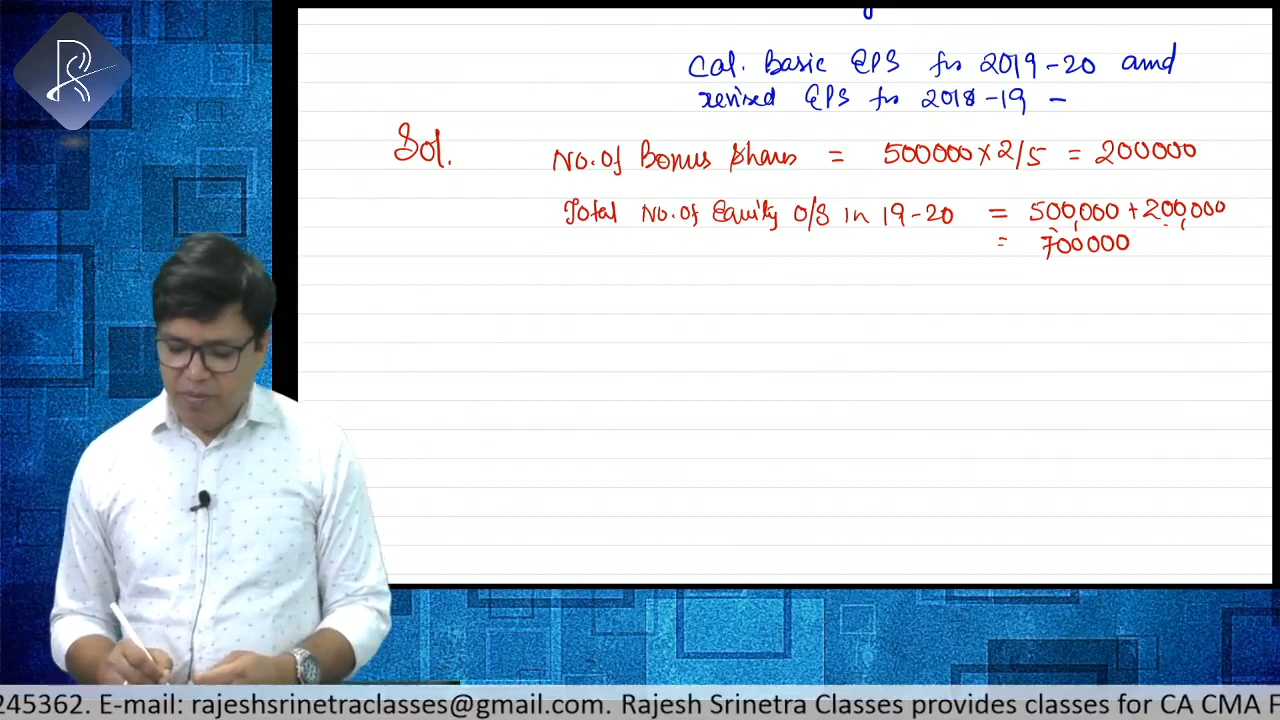 Cal. Basic EPS for 2019-20 and
revised EPS for 2018-19 -
Sol.
No. of Bonus Shares = 500000 × 2/5 = 200000
Total No. of Equity O/S in 19-20 = 500,000 + 200,000
= 700000
245362. E-mail: rajeshsrinetraclasses@gmail.com. Rajesh Srinetra Classes provides classes for CA CMA F